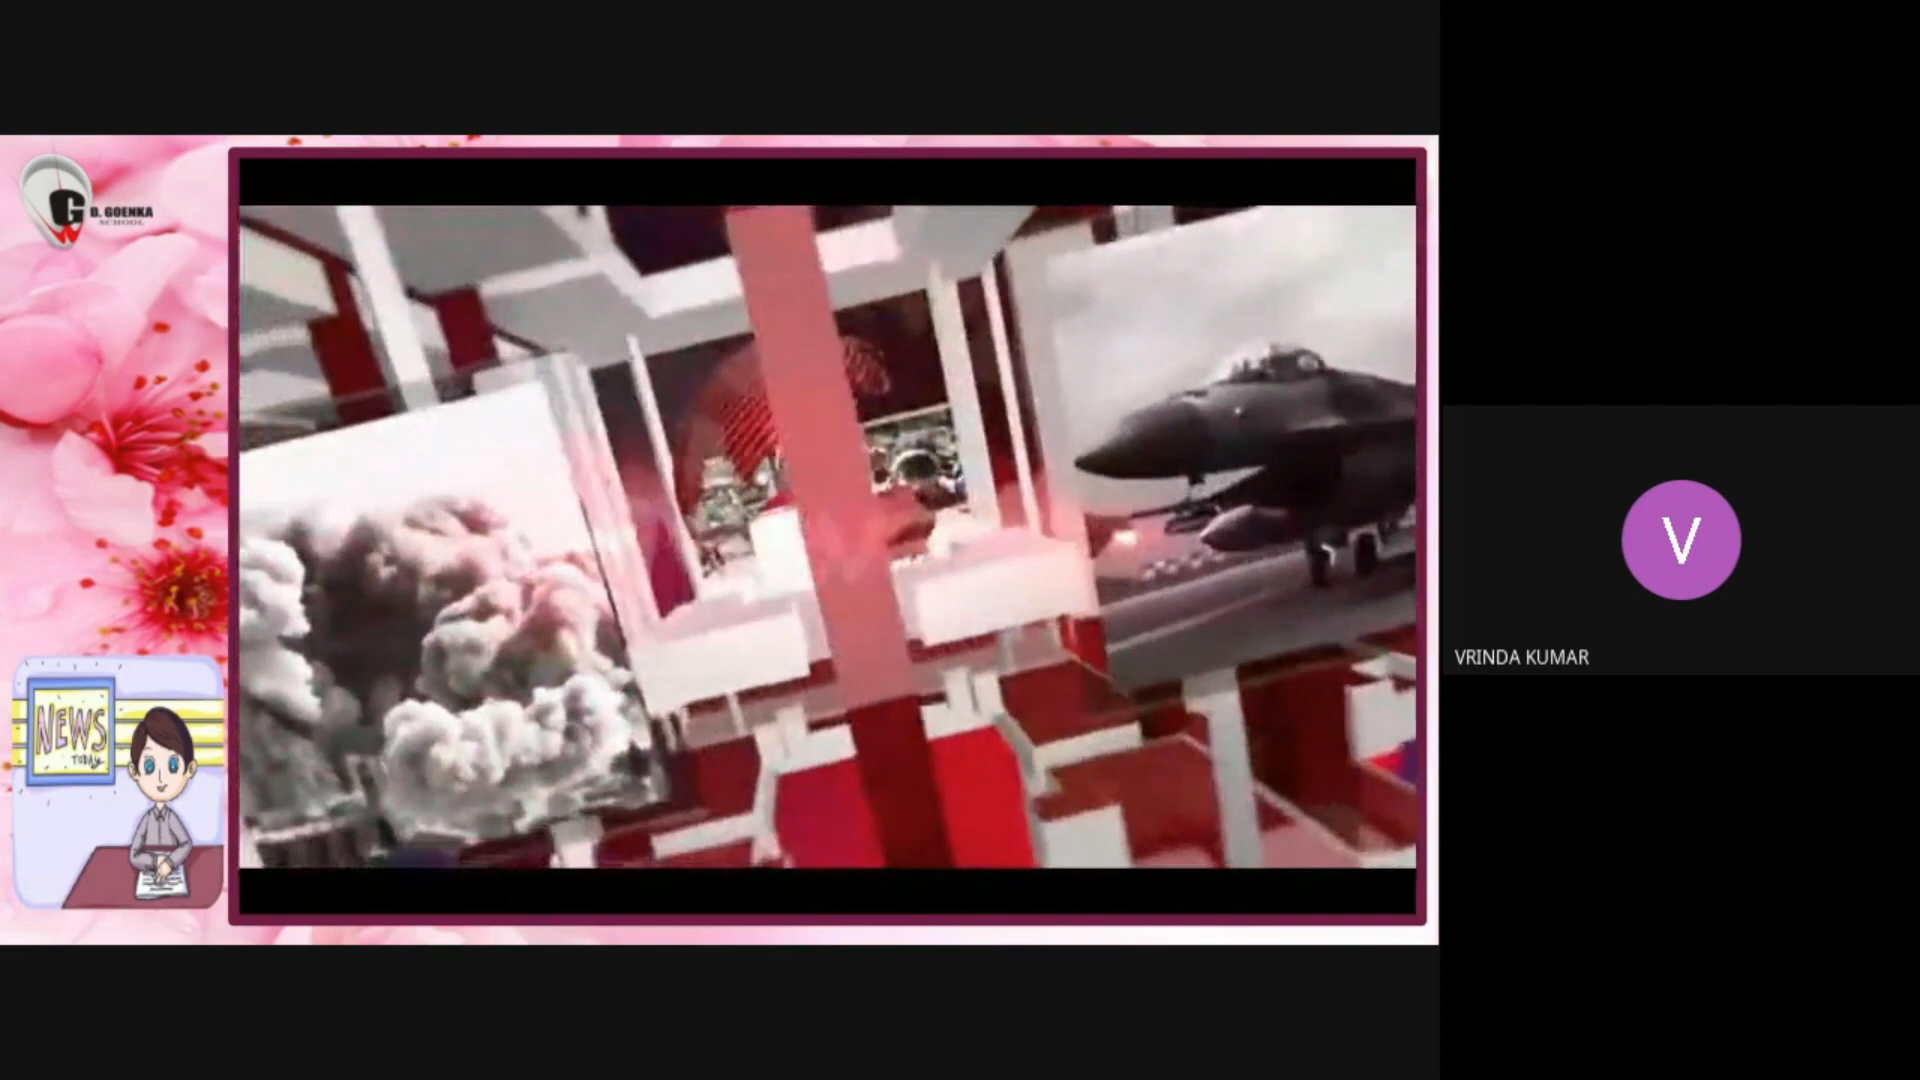 G
D. GOENKA
SCHOOL
NEWS
TODAY
V
VRINDA KUMAR